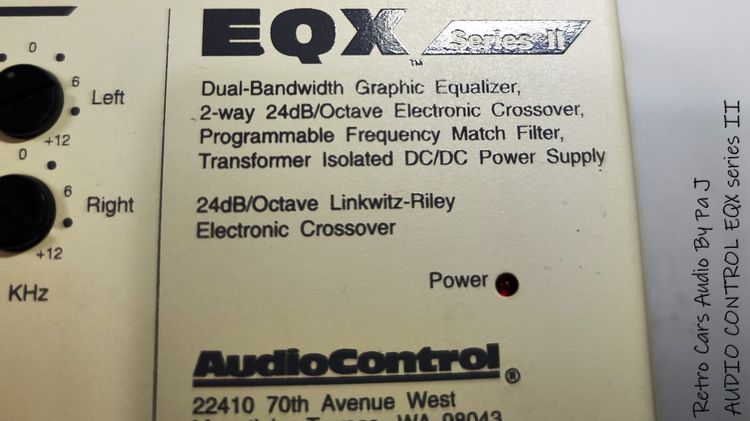 EQX Series II
TM
Dual-Bandwidth Graphic Equalizer,
2-way 24dB/Octave Electronic Crossover,
Programmable Frequency Match Filter,
Transformer Isolated DC/DC Power Supply
24dB/Octave Linkwitz-Riley
Electronic Crossover
Power
AudioControl®
22410 70th Avenue West
WA 98043
0
6
Left
+12
0
6
Right
+12
KHz
Retro Cars Audio By Pa J
AUDIO CONTROL EQX series II